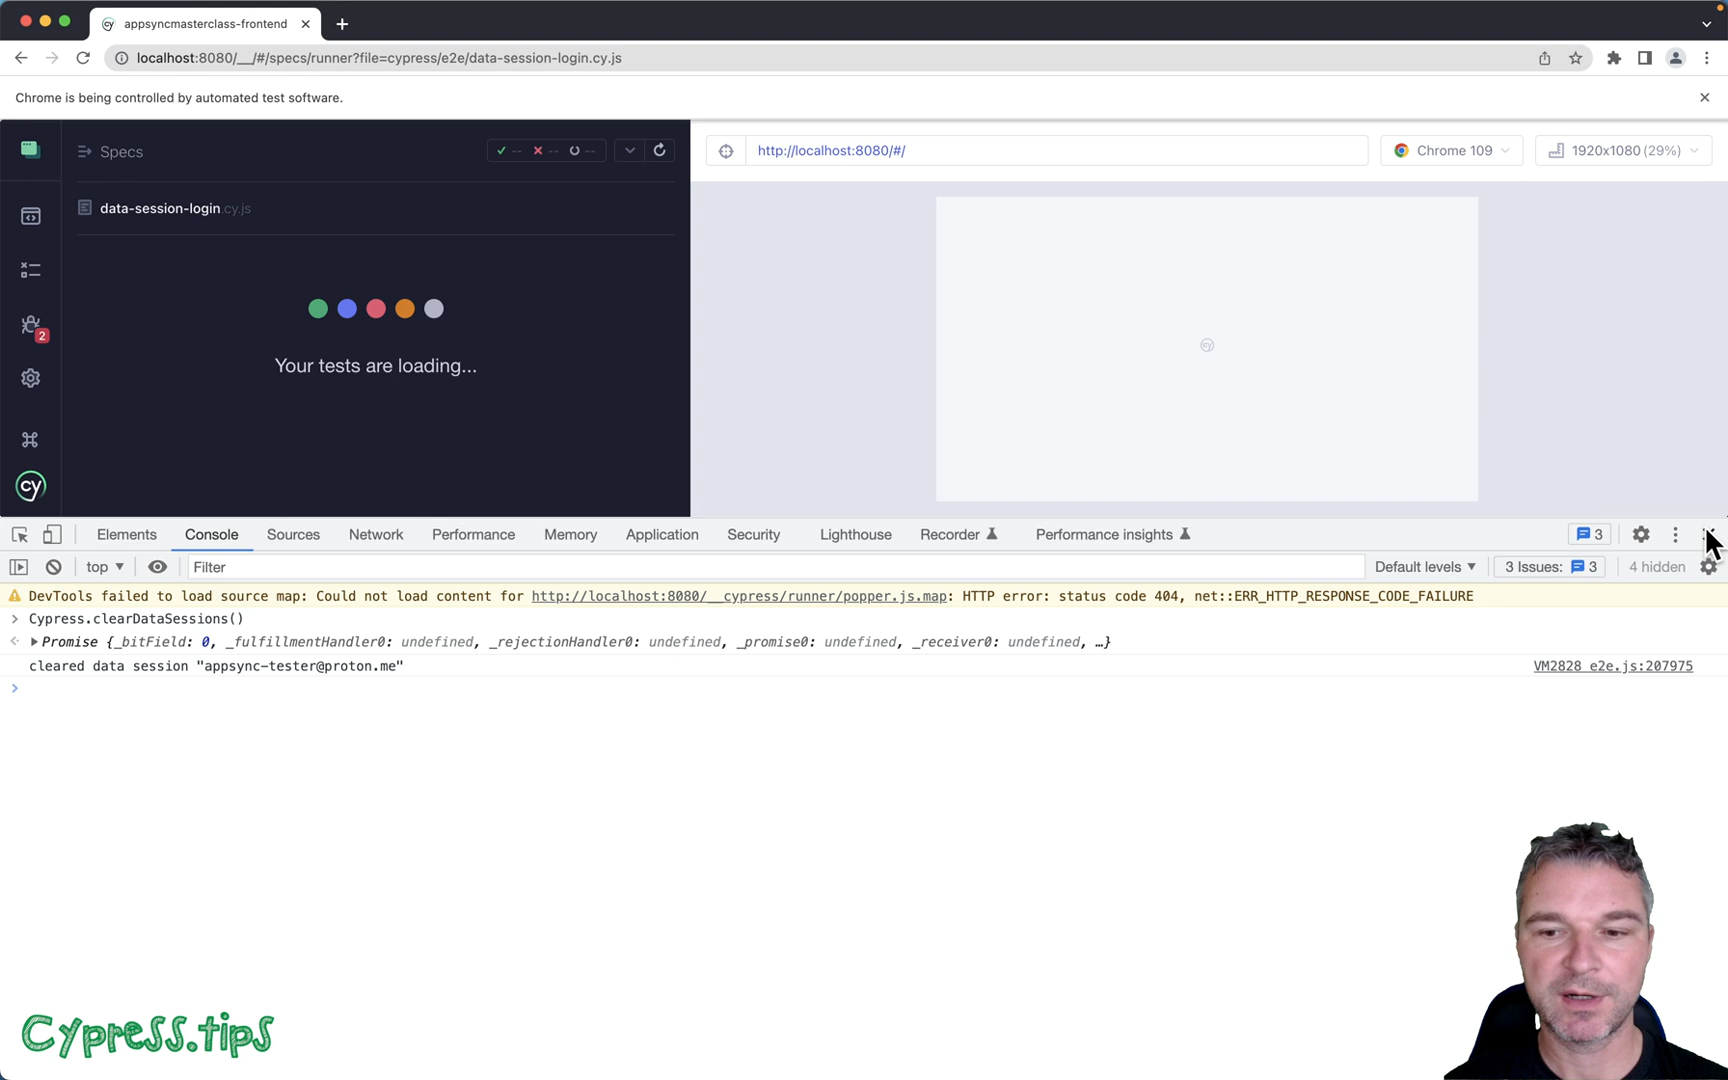 appsyncmasterclass-frontend
localhost:8080/__/#/specs/runner?file=cypress/e2e/data-session-login.cy.js
Chrome is being controlled by automated test software.
Specs
-- -- --
http://localhost:8080/#/
Chrome 109
1920x1080 (29%)
data-session-login.cy.js
2
Your tests are loading...
cy
Elements Console Sources Network Performance Memory Application Security Lighthouse Recorder Performance insights 3
top Filter Default levels 3 Issues: 3 4 hidden
DevTools failed to load source map: Could not load content for http://localhost:8080/__cypress/runner/popper.js.map: HTTP error: status code 404, net::ERR_HTTP_RESPONSE_CODE_FAILURE
Cypress.clearDataSessions()
Promise {_bitField: 0, _fulfillmentHandler0: undefined, _rejectionHandler0: undefined, _promise0: undefined, _receiver0: undefined, …}
cleared data session "appsync-tester@proton.me" VM2828 e2e.js:207975
Cypress.tips